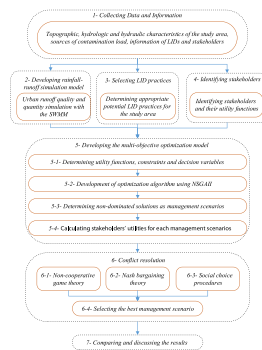 1- Collecting Data and Information
Topographic, hydrologic and hydraulic characteristics of the study area,
sources of contamination load, information of LIDs and stakeholders
2- Developing rainfall-
runoff simulation model
Urban runoff quality and
quantity simulation with
the SWMM
3- Selecting LID practices
Determining appropriate
potential LID practices for
the study area
4- Identifying stakeholders
Identifying stakeholders
and their utility functions
5- Developing the multi-objective optimization model
5-1- Determining utility functions, constraints and decision variables
5-2- Development of optimization algorithm using NSGAII
5-3- Determining non-dominated solutions as management scenarios
5-4- Calculating stakeholders' utilities for each management scenarios
6- Conflict resolution
6-1- Non-cooperative
game theory
6-2- Nash bargaining
theory
6-3- Social choice
procedures
6-4- Selecting the best management scenario
7- Comparing and discussing the results